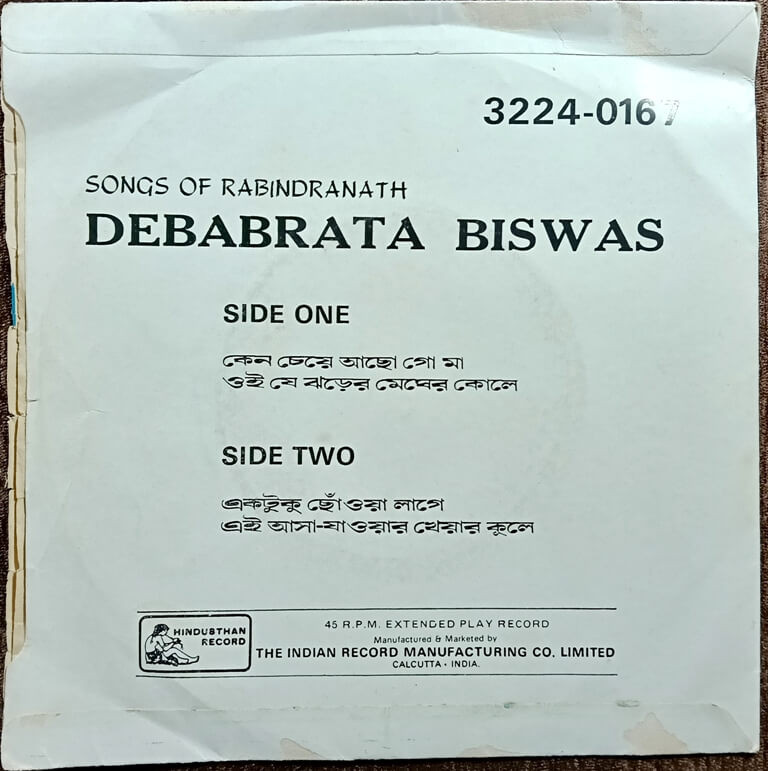 3224-0167
SONGS OF RABINDRANATH
DEBABRATA BISWAS
SIDE ONE
কেন চেয়ে আছো গো মা
ওই যে ঝড়ের মেঘের কোলে
SIDE TWO
একটুকু ছোঁওয়া লাগে
এই আসা-যাওয়ার খেয়ার কূলে
HINDUSTHAN
RECORD
45 R.P.M. EXTENDED PLAY RECORD
Manufactured & Marketed by
THE INDIAN RECORD MANUFACTURING CO. LIMITED
CALCUTTA • INDIA.